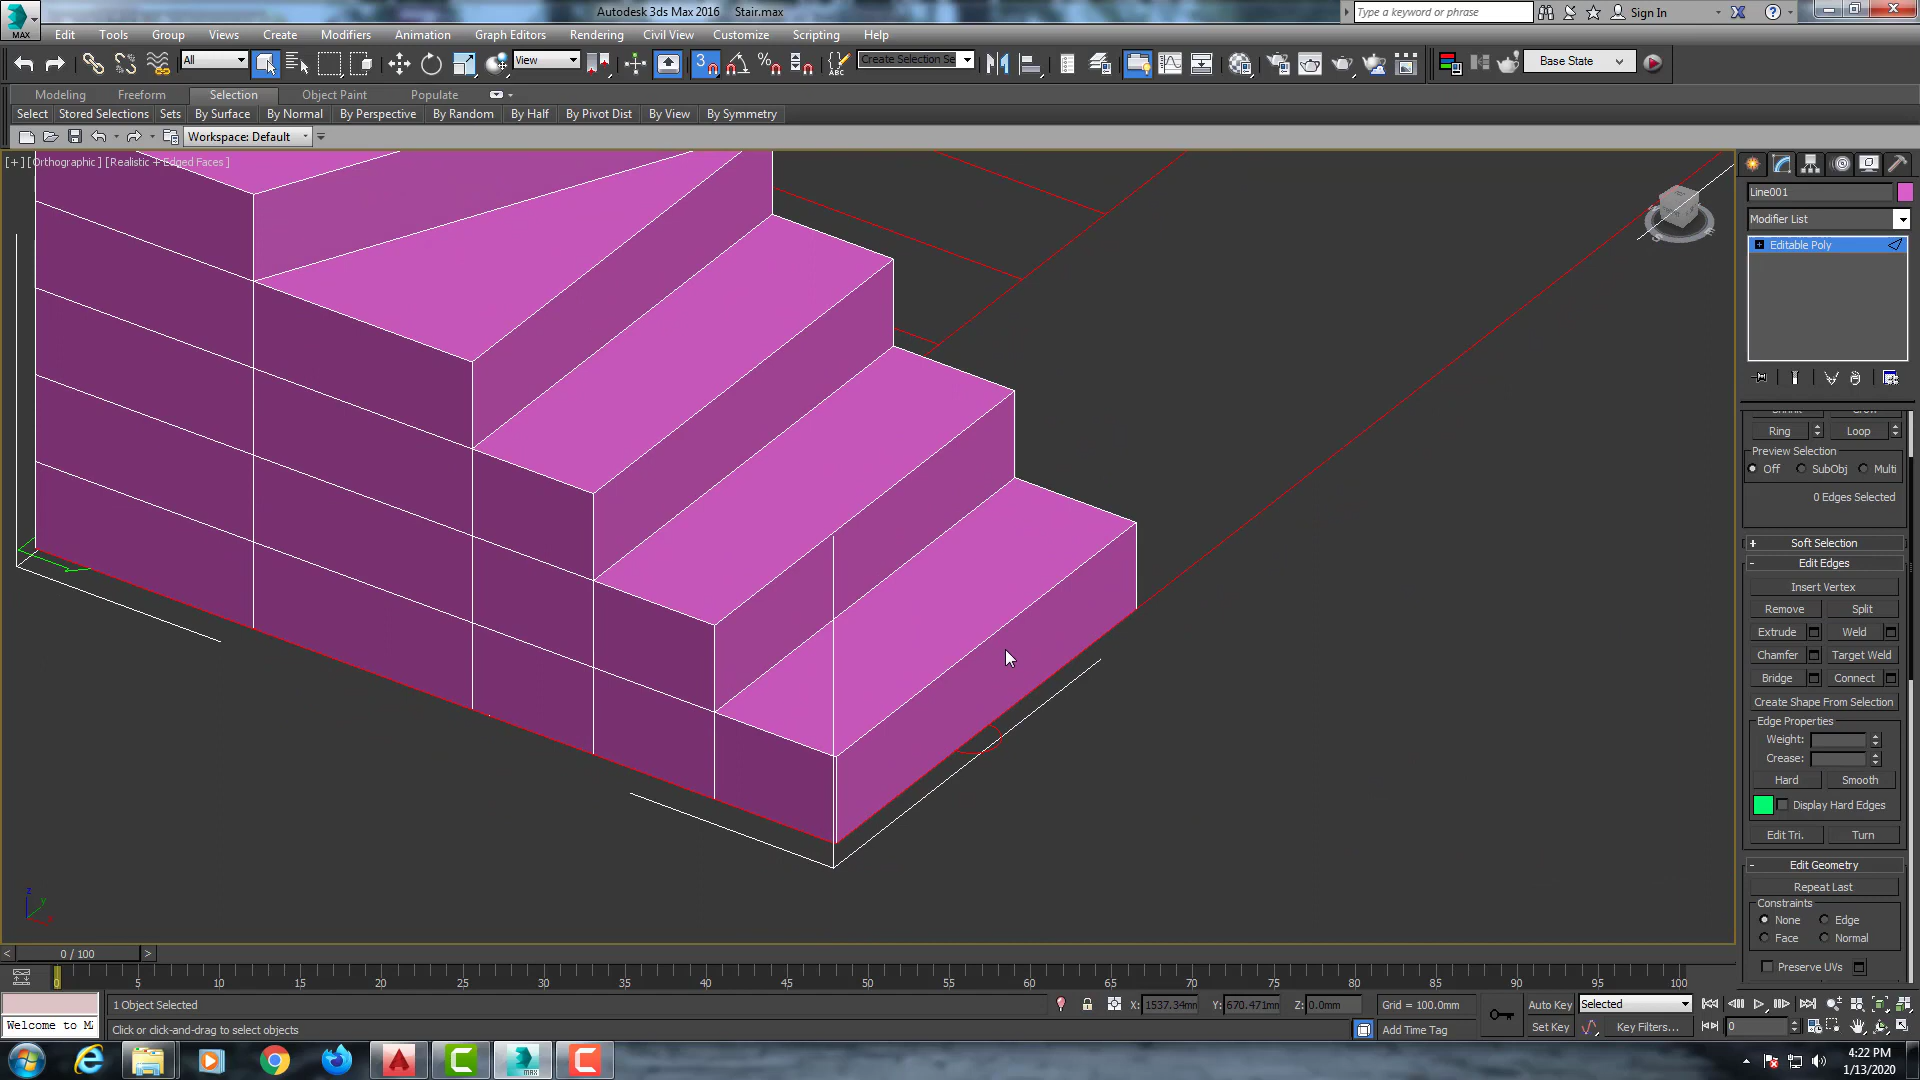 Autodesk 3ds Max 2016 Stair.max
Type a keyword or phrase
Sign In
MAX
Edit Tools Group Views Create Modifiers Animation Graph Editors Rendering Civil View Customize Scripting Help
All
View
3
ABC
Create Selection Se
Base State
Modeling Freeform Selection Object Paint Populate
Select Stored Selections Sets By Surface By Normal By Perspective By Random By Half By Pivot Dist By View By Symmetry
Workspace: Default
[+] [Orthographic] [Realistic + Edged Faces]
Line001
Modifier List
Editable Poly
Ring Loop
Preview Selection
Off SubObj Multi
0 Edges Selected
+ Soft Selection
- Edit Edges
Insert Vertex
Remove Split
Extrude Weld
Chamfer Target Weld
Bridge Connect
Create Shape From Selection
Edge Properties
Weight:
Crease:
Hard Smooth
Display Hard Edges
Edit Tri. Turn
- Edit Geometry
Repeat Last
Constraints
None Edge
Face Normal
Preserve UVs
z
y
x
< 0 / 100 >
0 5 10 15 20 25 30 35 40 45 50 55 60 65 70 75 80 85 90 95 100
1 Object Selected
X: 1537.34mm Y: 670.471mm Z: 0.0mm Grid = 100.0mm
Auto Key Selected
Welcome to M
Click or click-and-drag to select objects
Add Time Tag
Set Key Key Filters... 0
MAX
4:22 PM
1/13/2020